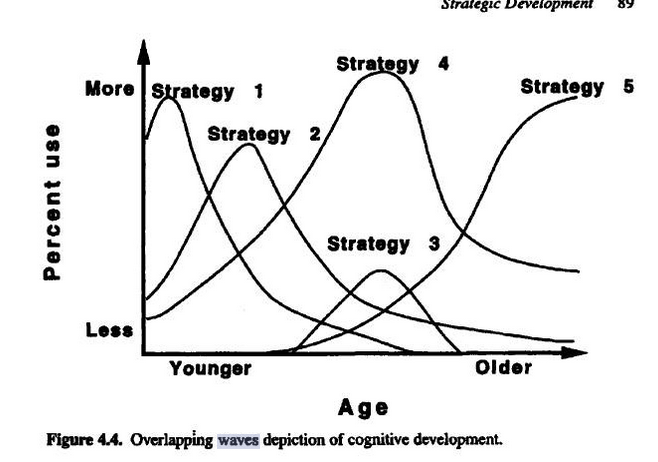 Strategic Development 89
More
Strategy 1
Strategy 2
Strategy 4
Strategy 5
Strategy 3
Percent use
Less
Younger
Older
Age
Figure 4.4. Overlapping waves depiction of cognitive development.